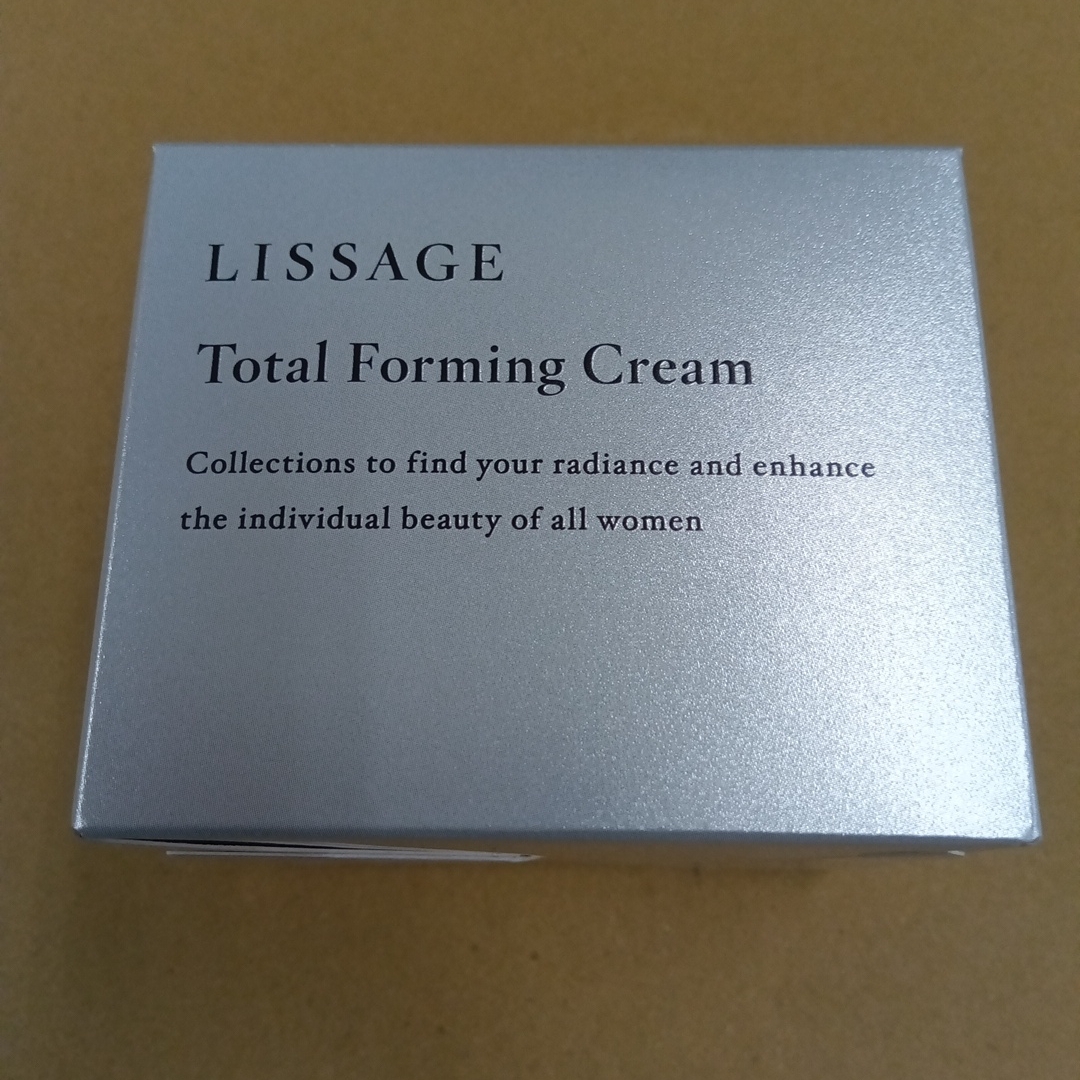 LISSAGE
Total Forming Cream
Collections to find your radiance and enhance
the individual beauty of all women